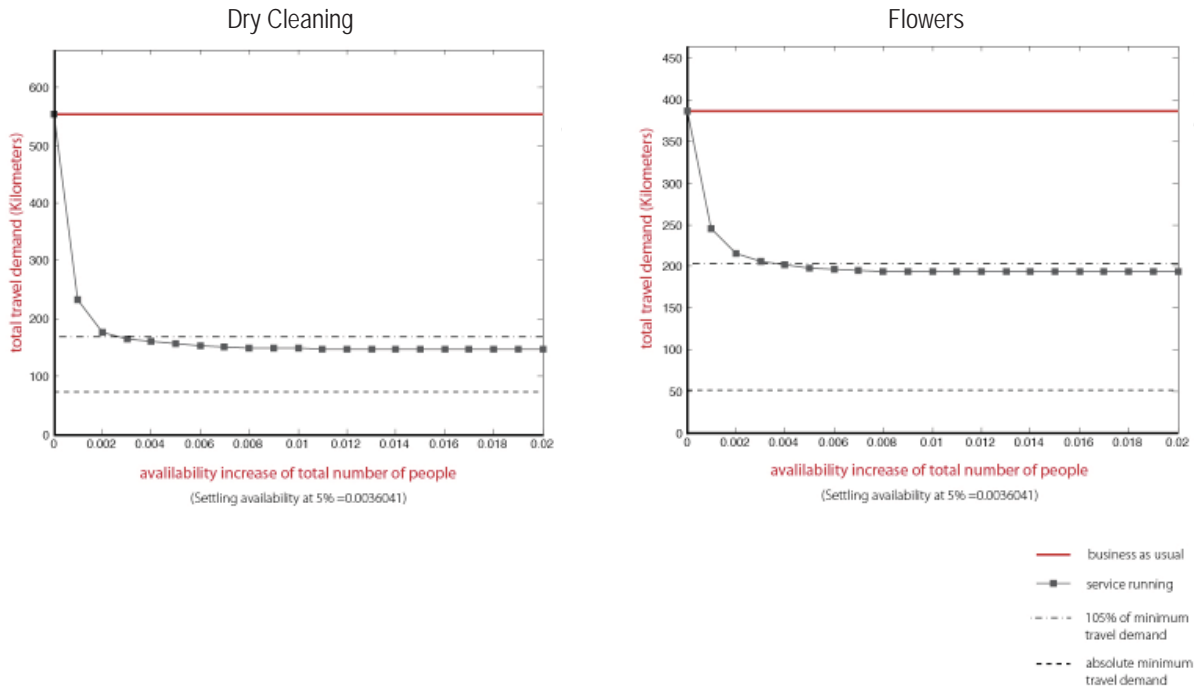 Dry Cleaning
total travel demand (Kilometers)
600
500
400
300
200
100
0
0 0.002 0.004 0.006 0.008 0.01 0.012 0.014 0.016 0.018 0.02
avalilability increase of total number of people
(Settling availability at 5% =0.0036041)
Flowers
total travel demand (Kilometers)
450
400
350
300
250
200
150
100
50
0
0 0.002 0.004 0.006 0.008 0.01 0.012 0.014 0.016 0.018 0.02
avalilability increase of total number of people
(Settling availability at 5% =0.0036041)
business as usual
service running
105% of minimum
travel demand
absolute minimum
travel demand